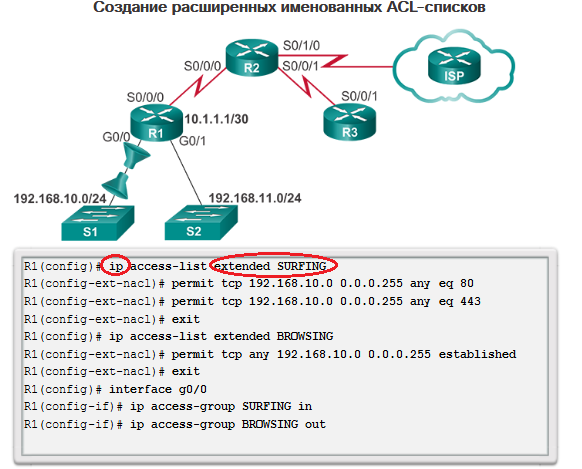 Создание расширенных именованных ACL-списков
S0/1/0
R2
S0/0/0
S0/0/1
ISP
S0/0/0
S0/0/1
10.1.1.1/30
R1
R3
G0/0
G0/1
192.168.10.0/24
192.168.11.0/24
S1
S2
R1(config)# ip access-list extended SURFING
R1(config-ext-nacl)# permit tcp 192.168.10.0 0.0.0.255 any eq 80
R1(config-ext-nacl)# permit tcp 192.168.10.0 0.0.0.255 any eq 443
R1(config-ext-nacl)# exit
R1(config)# ip access-list extended BROWSING
R1(config-ext-nacl)# permit tcp any 192.168.10.0 0.0.0.255 established
R1(config-ext-nacl)# exit
R1(config)# interface g0/0
R1(config-if)# ip access-group SURFING in
R1(config-if)# ip access-group BROWSING out